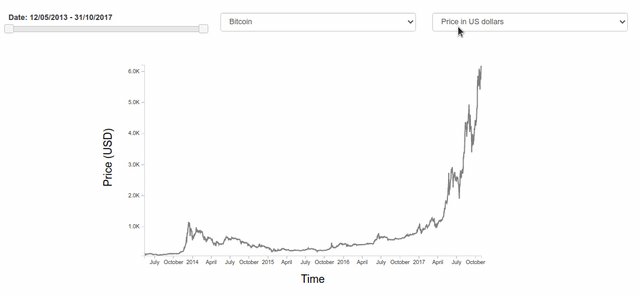 Date: 12/05/2013 - 31/10/2017
Bitcoin
Price in US dollars
6.0K
5.0K
4.0K
3.0K
2.0K
1.0K
Price (USD)
July October 2014 April July October 2015 April July October 2016 April July October 2017 April July October
Time